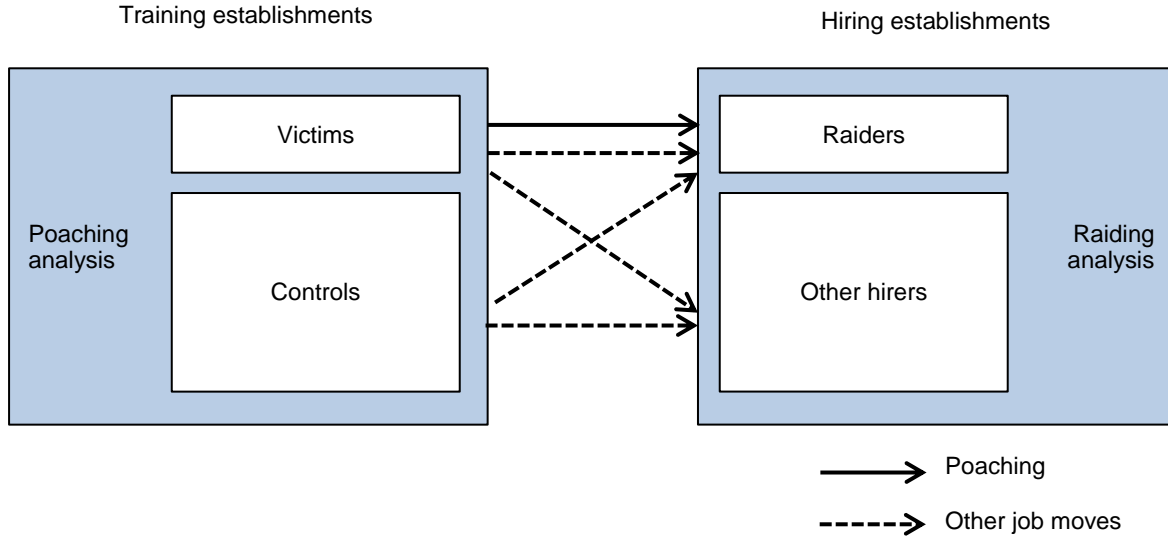 Training establishments
Hiring establishments
Victims
Raiders
Poaching
analysis
Raiding
analysis
Controls
Other hirers
Poaching
Other job moves